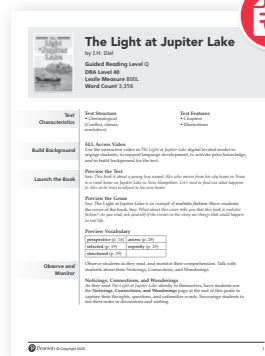 The Light at Jupiter Lake
by I.H. Diel
Guided Reading Level Q
DRA Level 40
Lexile Measure 800L
Word Count 3,356
Text Characteristics
Text Structure
• Chronological
(Conflict, climax,
resolution)
Text Features
• Chapters
• Illustrations
Build Background
ELL Access Video
Use the interactive video in The Light at Jupiter Lake digital leveled reader to
engage students, to support language development, to activate prior knowledge,
and to build background for the text.
Launch the Book
Preview the Text
Say: This book is about a young boy named Alex who moves from his city home in Texas
to a rural home on Jupiter Lake in New Hampshire. Let's read to find out what happens
to Alex as he tries to adjust to his new home.
Preview the Genre
Say: The Light at Jupiter Lake is an example of realistic fiction. Show students
the cover of the book. Say: What about this cover tells you that this book is realistic
fiction? As you read, ask yourself if the events in the story are things that could happen
in real life.
Preview Vocabulary
perspective (p. 16) access (p. 28)
selected (p. 19) expertly (p. 29)
structured (p. 29)
Observe and Monitor
Observe students as they read, and monitor their comprehension. Talk with
students about their Noticings, Connections, and Wonderings.
Noticings, Connections, and Wonderings
As they read The Light at Jupiter Lake silently to themselves, have students use
the Noticings, Connections, and Wonderings page at the end of this guide to
capture their thoughts, questions, and unfamiliar words. Encourage students to
use their notes in discussions and writing.
Pearson © Copyright 2020
1